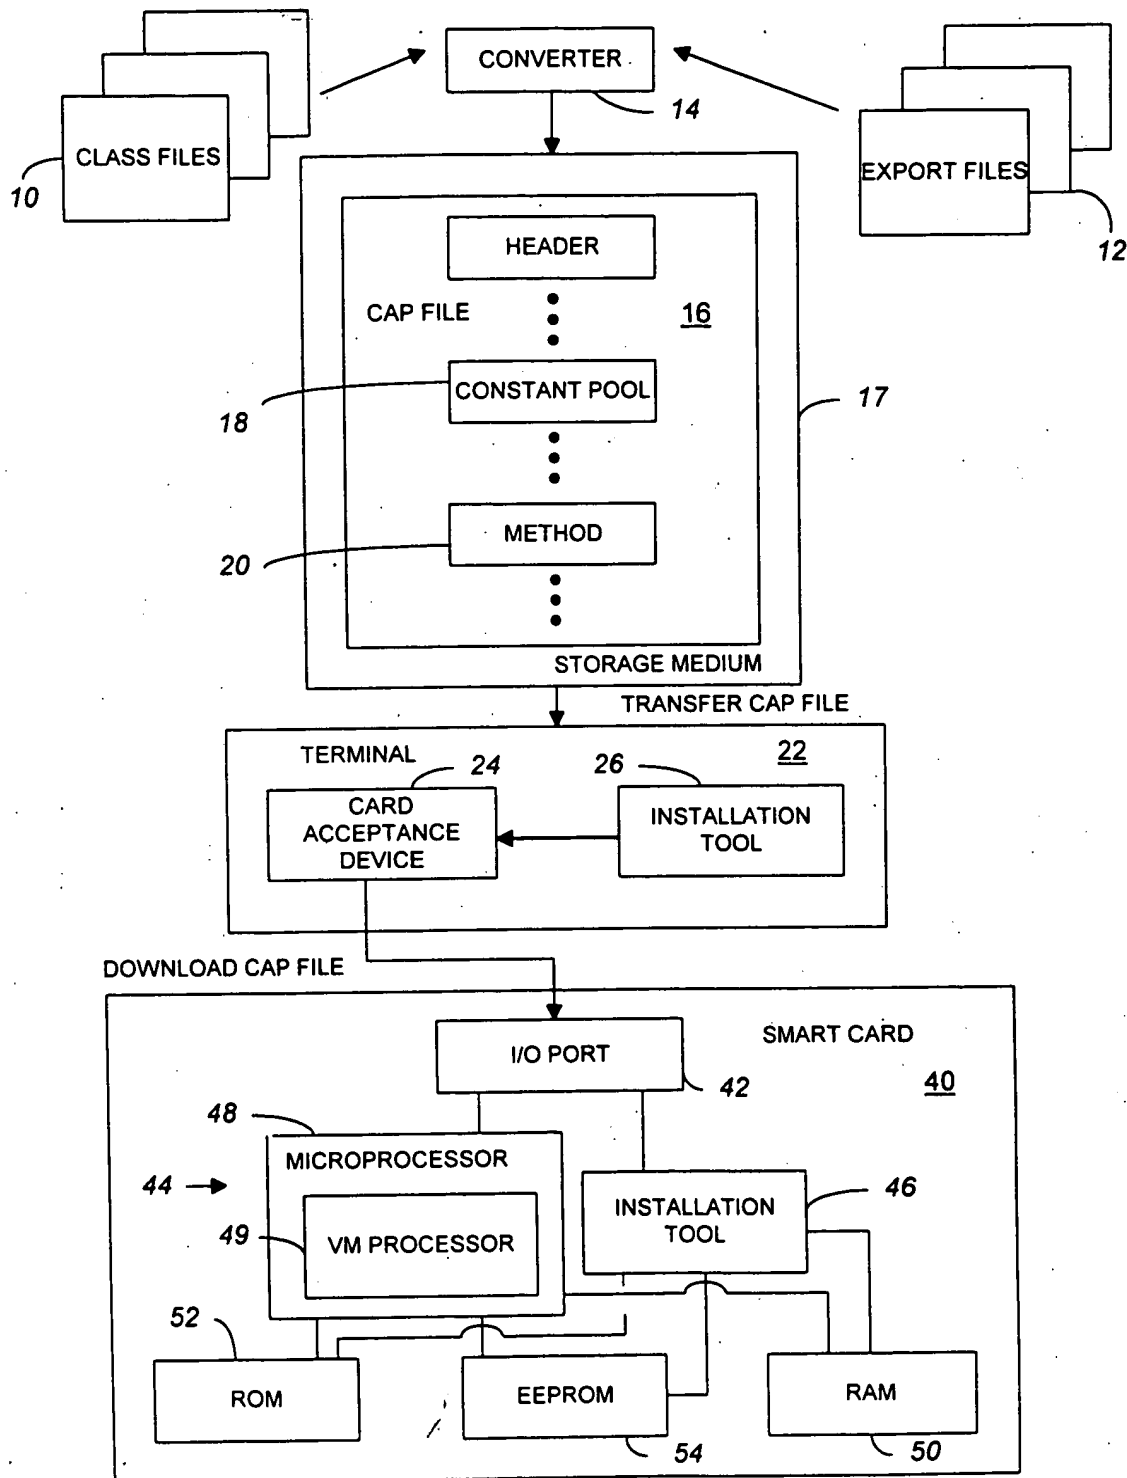 CONVERTER
14
CLASS FILES
10
EXPORT FILES
12
HEADER
CAP FILE
16
CONSTANT POOL
18
17
METHOD
20
STORAGE MEDIUM
TRANSFER CAP FILE
TERMINAL
22
24
26
CARD
ACCEPTANCE
DEVICE
INSTALLATION
TOOL
DOWNLOAD CAP FILE
SMART CARD
I/O PORT
42
40
48
MICROPROCESSOR
44
INSTALLATION
TOOL
46
49
VM PROCESSOR
52
ROM
EEPROM
RAM
54
50